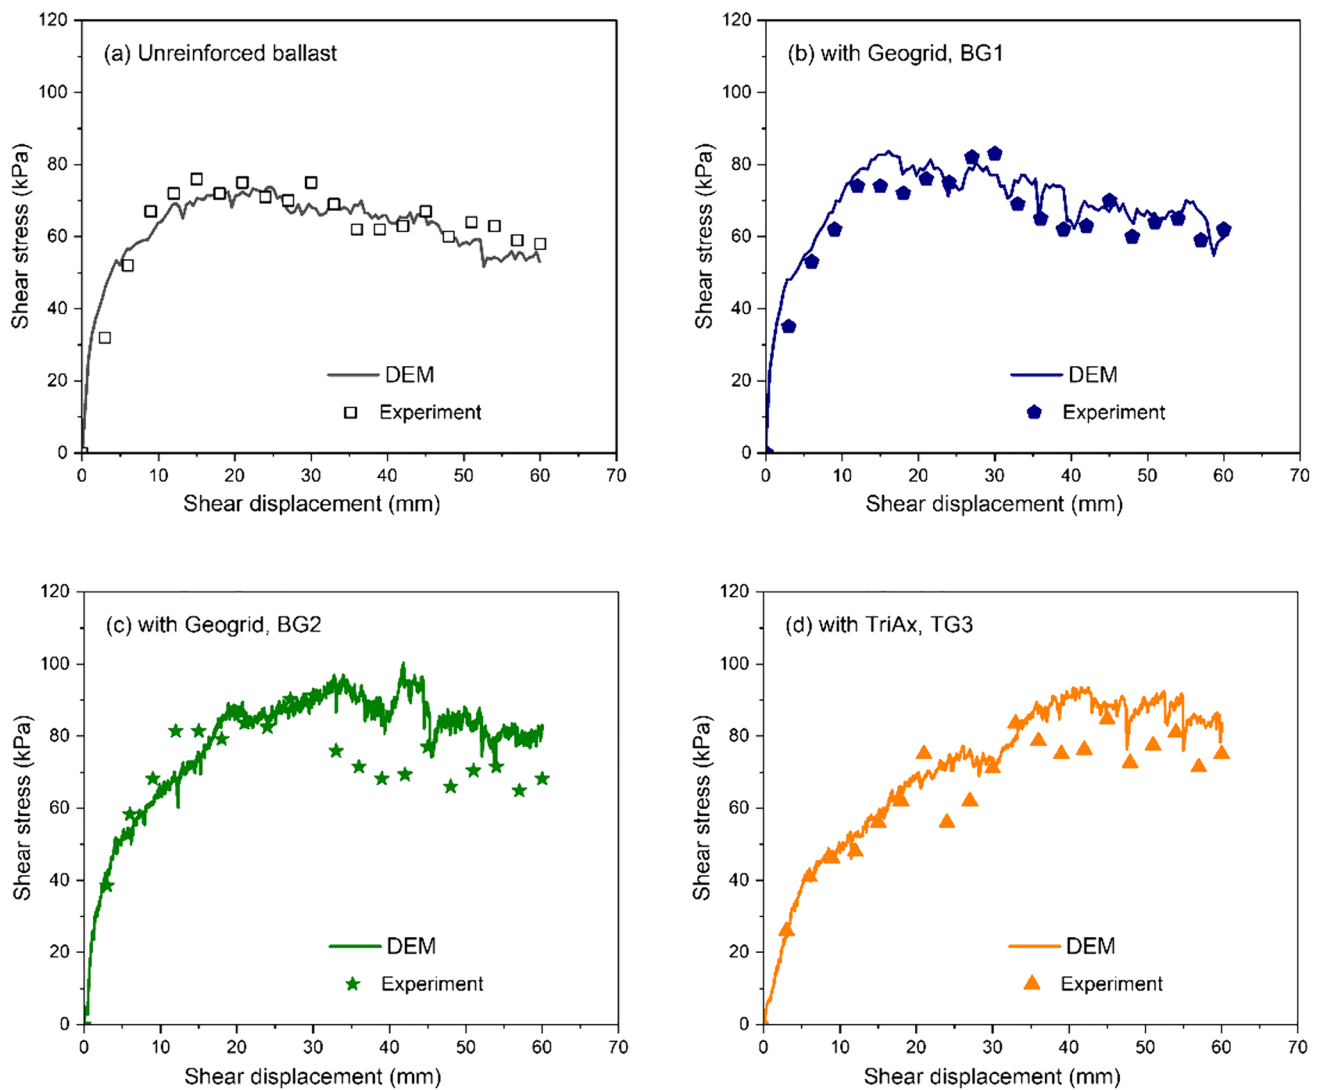 120
(a) Unreinforced ballast
100
80
60
40
20
0
Shear stress (kPa)
DEM
Experiment
0 10 20 30 40 50 60 70
Shear displacement (mm)
120
(b) with Geogrid, BG1
100
80
60
40
20
0
Shear stress (kPa)
DEM
Experiment
0 10 20 30 40 50 60 70
Shear displacement (mm)
120
(c) with Geogrid, BG2
100
80
60
40
20
0
Shear stress (kPa)
DEM
Experiment
0 10 20 30 40 50 60 70
Shear displacement (mm)
120
(d) with TriAx, TG3
100
80
60
40
20
0
Shear stress (kPa)
DEM
Experiment
0 10 20 30 40 50 60 70
Shear displacement (mm)